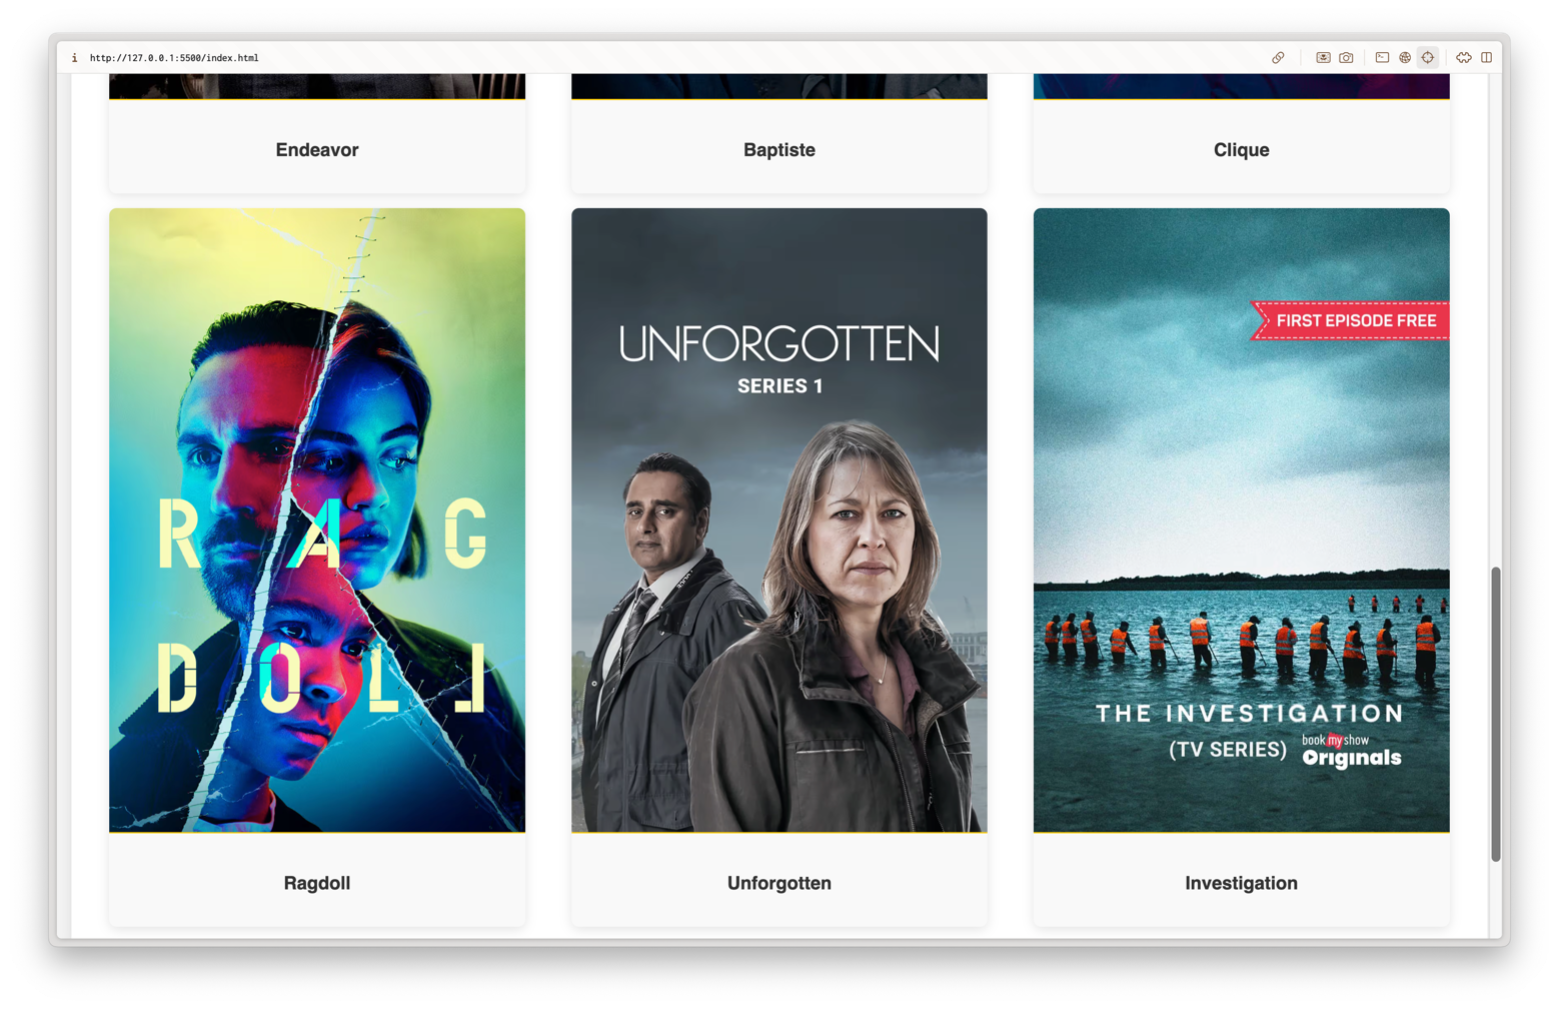 http://127.0.0.1:5500/index.html
Endeavor
Baptiste
Clique
RAG
DOLL
Ragdoll
UNFORGOTTEN
SERIES 1
Unforgotten
FIRST EPISODE FREE
THE INVESTIGATION
(TV SERIES)
book my show
Originals
Investigation